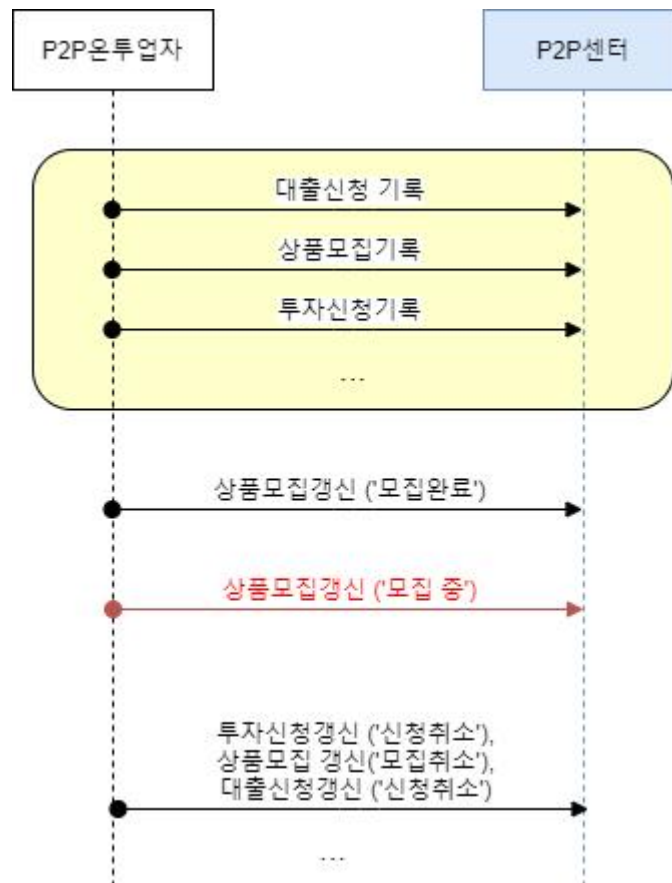 P2P온투업자
P2P센터
대출신청 기록
상품모집기록
투자신청기록
...
상품모집갱신 ('모집완료')
상품모집갱신 ('모집 중')
투자신청갱신 ('신청취소'),
상품모집 갱신('모집취소'),
대출신청갱신 ('신청취소')
...